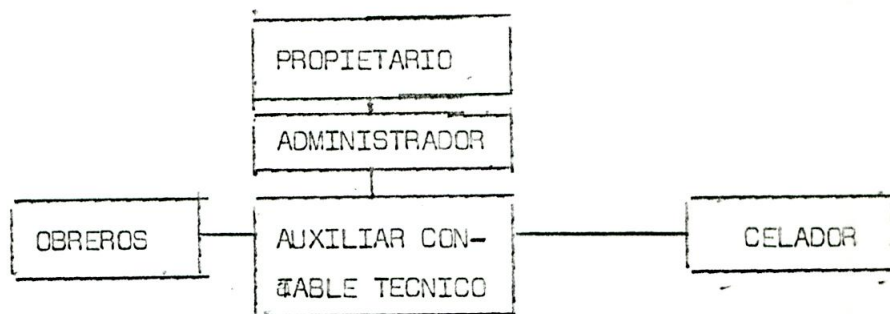 PROPIETARIO
ADMINISTRADOR
OBREROS
AUXILIAR CON-
TABLE TECNICO
CELADOR